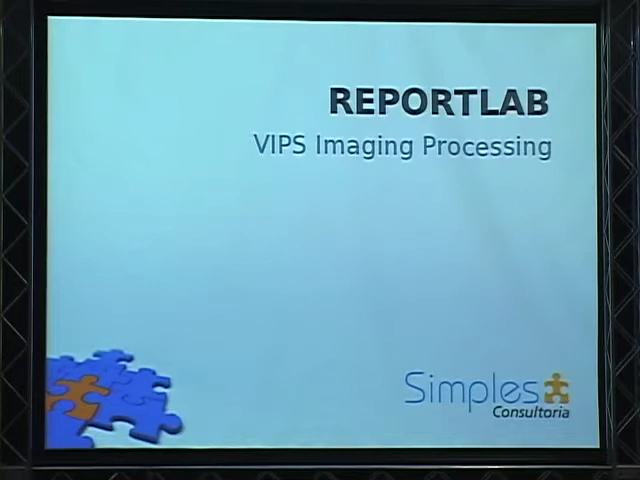 REPORTLAB
VIPS Imaging Processing
Simples
Consultoria